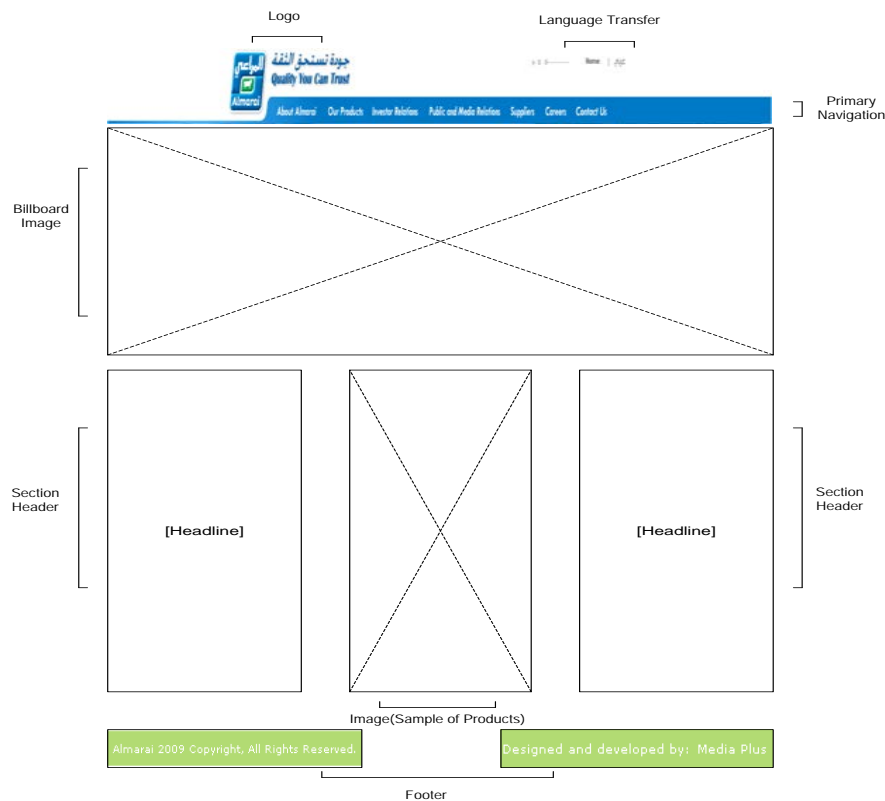 Logo
Language Transfer
المراعي
جودة تستحق الثقة
Quality You Can Trust
Almarai
Home | عربي
About Almarai Our Products Investor Relations Public and Media Relations Suppliers Careers Contact Us
Primary
Navigation
Billboard
Image
Section
Header
[Headline]
[Headline]
Section
Header
Image(Sample of Products)
Almarai 2009 Copyright, All Rights Reserved.
Designed and developed by: Media Plus
Footer